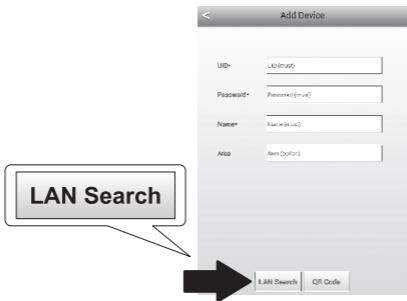 <
Add Device
UID*
UID(must)
Password*
Password(must)
Name*
Name(must)
Area
Area (option)
LAN Search
LAN Search
QR Code